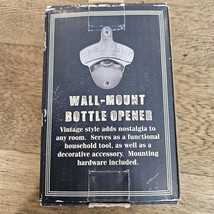 WALL-MOUNT
BOTTLE OPENER
Vintage style adds nostalgia to
any room. Serves as a functional
household tool, as well as a
decorative accessory. Mounting
hardware included.